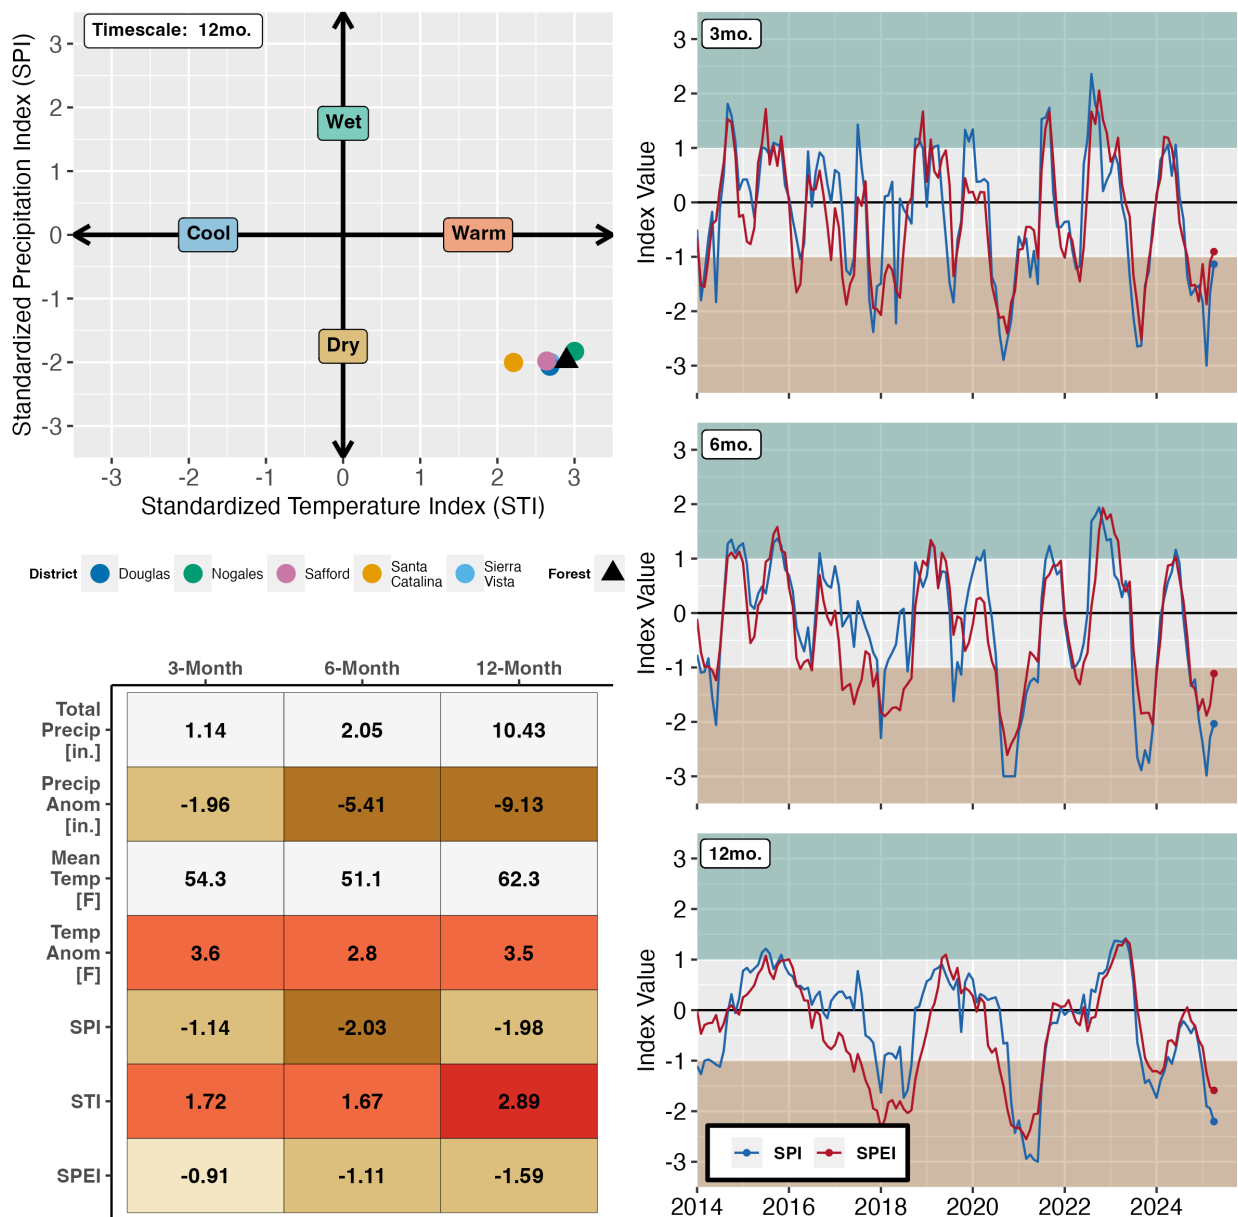 Timescale:  12mo.
Standardized Precipitation Index (SPI)
3
2
1
0
-1
-2
-3
Wet
Cool
Warm
Dry
-3
-2
-1
0
1
2
3
Standardized Temperature Index (STI)
District
Douglas
Nogales
Safford
Santa
Catalina
Sierra
Vista
Forest
3-Month
6-Month
12-Month
Total
Precip
[in.]
1.14
2.05
10.43
Precip
Anom
[in.]
-1.96
-5.41
-9.13
Mean
Temp
[F]
54.3
51.1
62.3
Temp
Anom
[F]
3.6
2.8
3.5
SPI
-1.14
-2.03
-1.98
STI
1.72
1.67
2.89
SPEI
-0.91
-1.11
-1.59
3mo.
Index Value
3
2
1
0
-1
-2
-3
6mo.
Index Value
3
2
1
0
-1
-2
-3
12mo.
Index Value
3
2
1
0
-1
-2
-3
SPI
SPEI
2014
2016
2018
2020
2022
2024